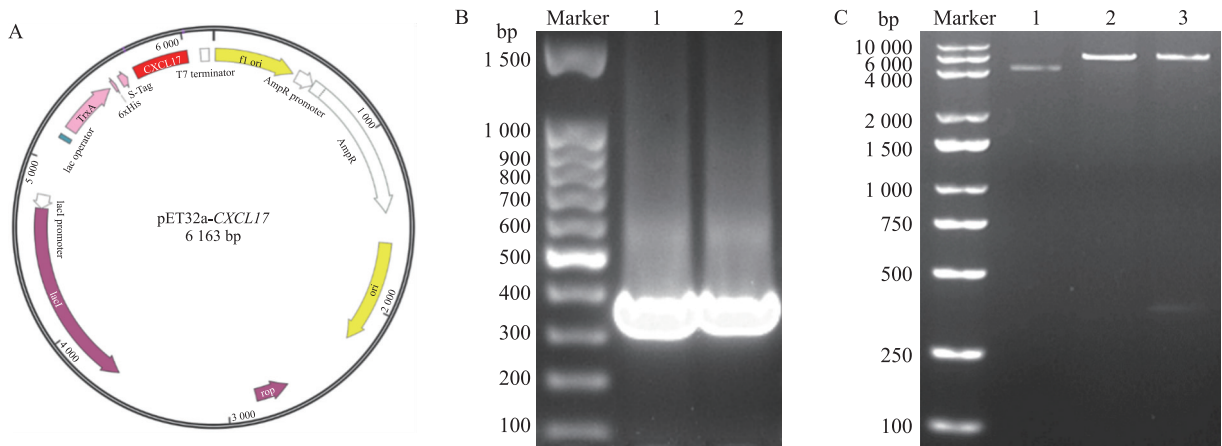 A
6 000
CXCL17
T7 terminator
f1 ori
AmpR promoter
1 000
AmpR
S-Tag
6xHis
TrxA
lac operator
5 000
lacI promoter
pET32a-CXCL17
6 163 bp
lacI
ori
2 000
4 000
rop
3 000
B
Marker 1 2
bp
1 500
1 000
900
800
700
600
500
400
300
200
100
C
bp Marker 1 2 3
10 000
6 000
4 000
2 000
1 500
1 000
750
500
250
100